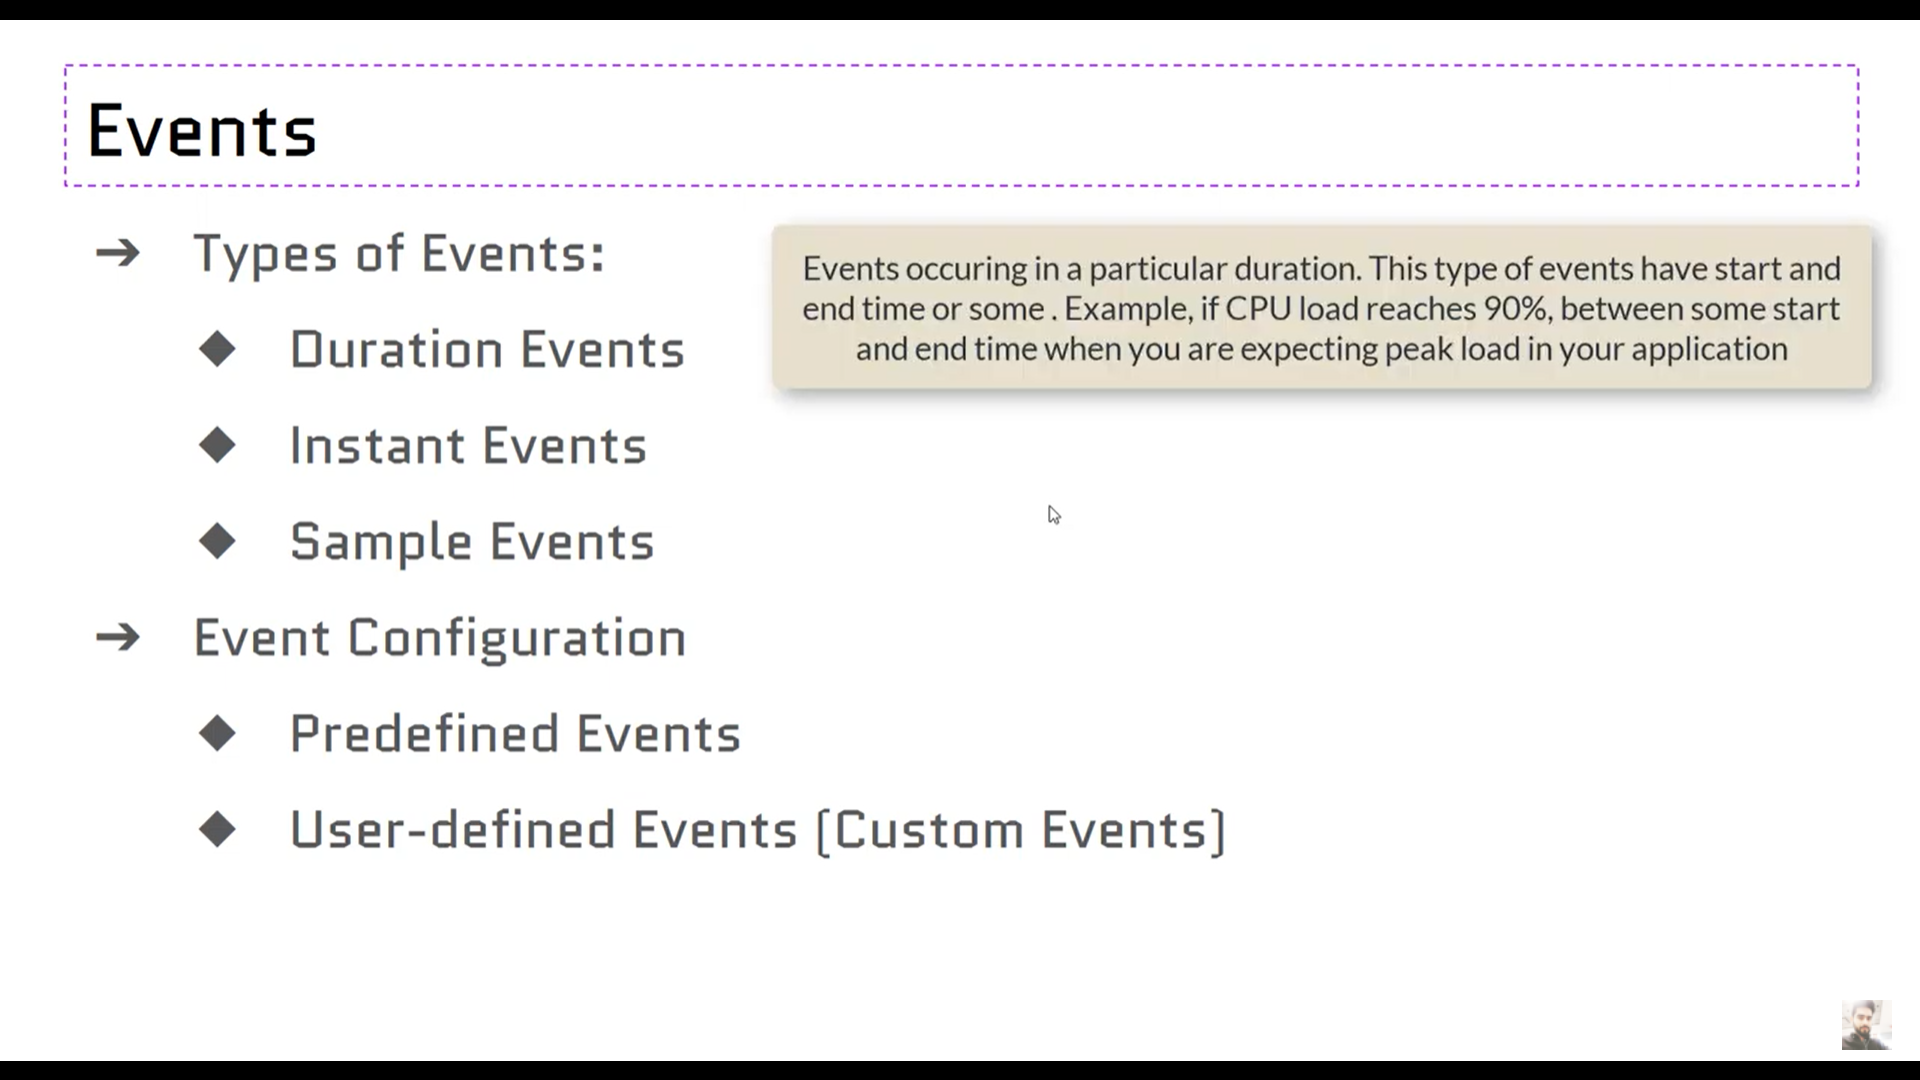 Events
Types of Events:
Duration Events
Instant Events
Sample Events
Event Configuration
Predefined Events
User-defined Events (Custom Events)
Events occuring in a particular duration. This type of events have start and
end time or some . Example, if CPU load reaches 90%, between some start
and end time when you are expecting peak load in your application